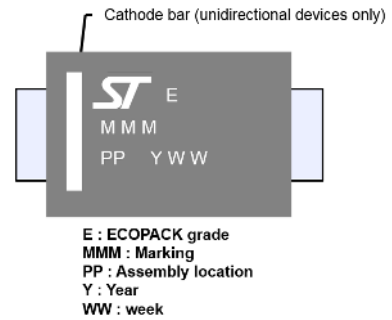 Cathode bar (unidirectional devices only)
ST E
M M M
PP Y W W
E : ECOPACK grade
MMM : Marking
PP : Assembly location
Y : Year
WW : week